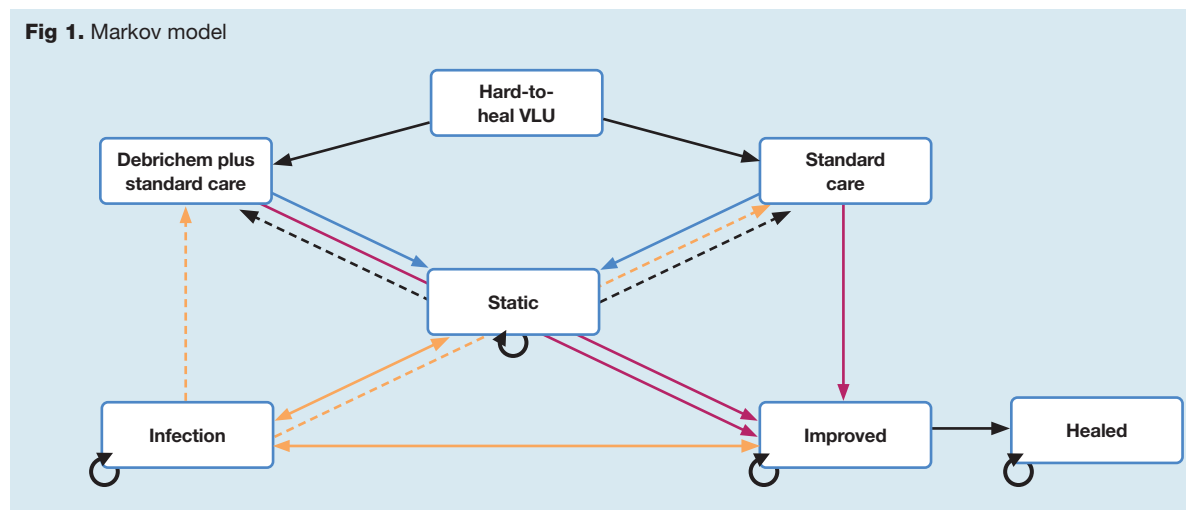 Fig 1. Markov model
Hard-to-
heal VLU
Debrichem plus
standard care
Standard
care
Static
Infection
Improved
Healed